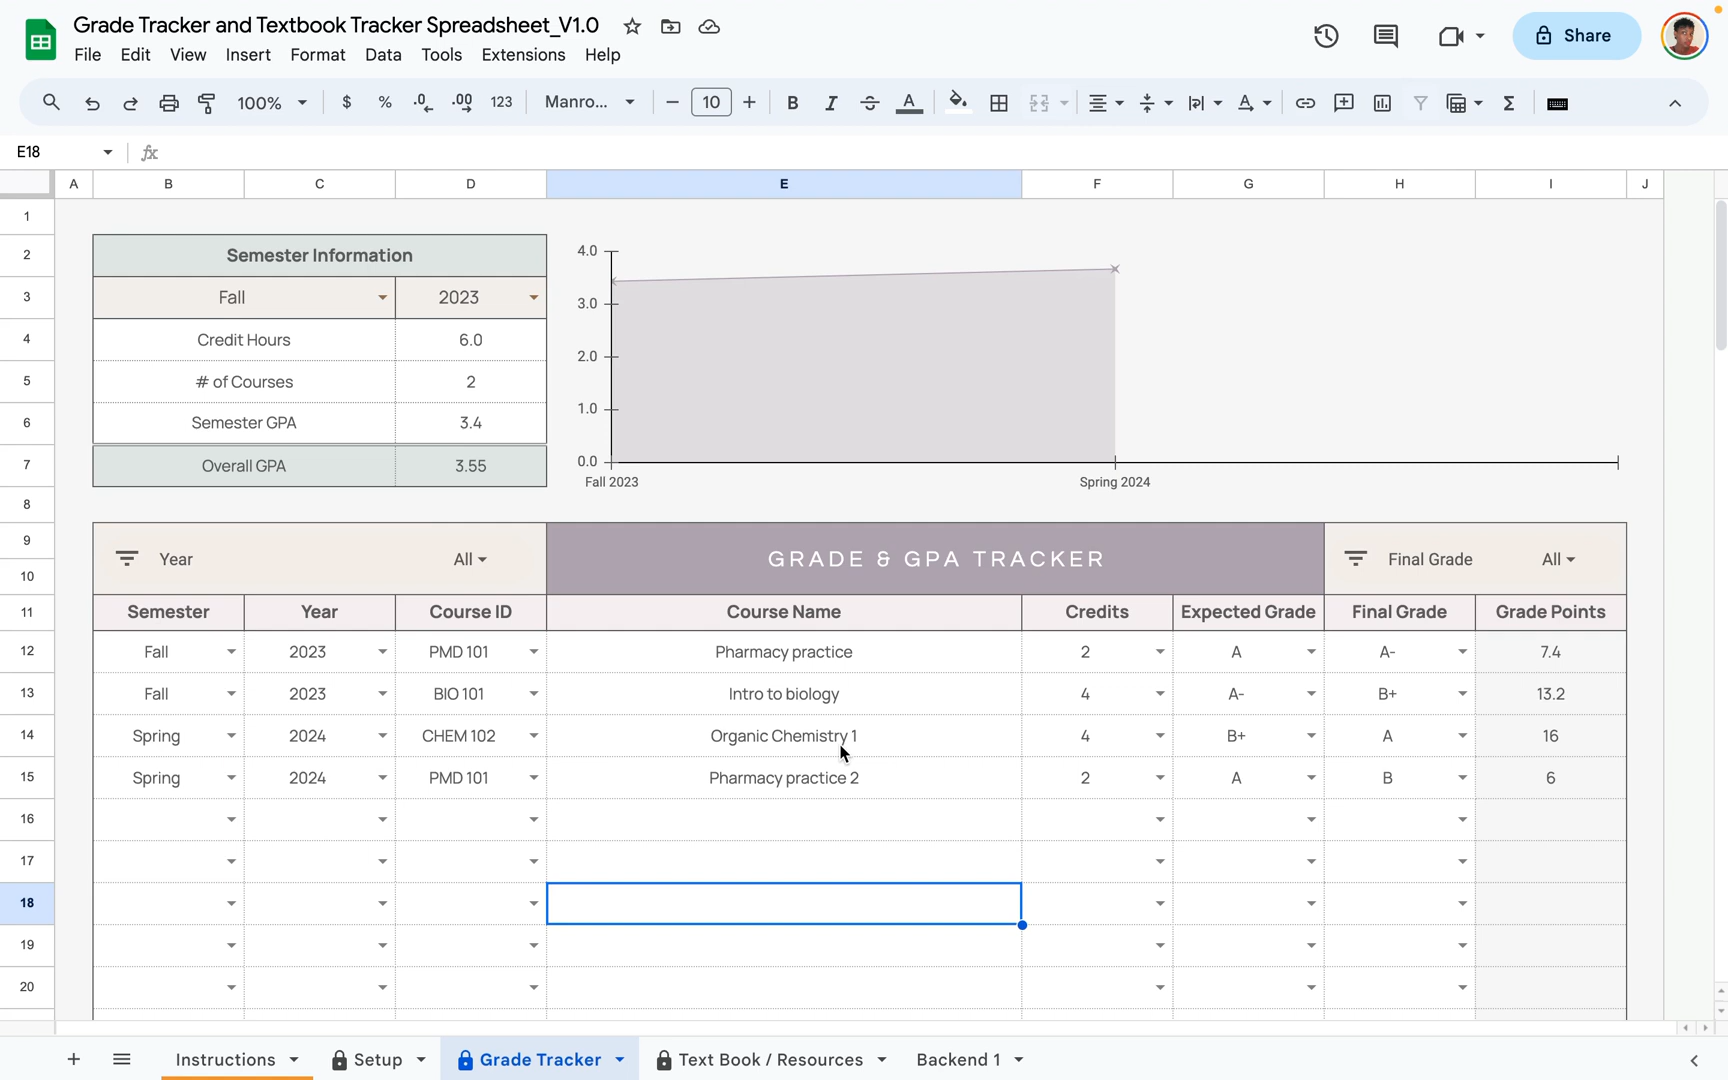 Grade Tracker and Textbook Tracker Spreadsheet_V1.0
File Edit View Insert Format Data Tools Extensions Help
Share
100% $ % .0 .00 123 Manro... − 10 + B I A Σ
E18 fx
A B C D E F G H I J
1
2 Semester Information
3 Fall 2023
4 Credit Hours 6.0
5 # of Courses 2
6 Semester GPA 3.4
7 Overall GPA 3.55
8
4.0
3.0
2.0
1.0
0.0
Fall 2023 Spring 2024
9
10
Year All GRADE & GPA TRACKER Final Grade All
11 Semester Year Course ID Course Name Credits Expected Grade Final Grade Grade Points
12 Fall 2023 PMD 101 Pharmacy practice 2 A A- 7.4
13 Fall 2023 BIO 101 Intro to biology 4 A- B+ 13.2
14 Spring 2024 CHEM 102 Organic Chemistry 1 4 B+ A 16
15 Spring 2024 PMD 101 Pharmacy practice 2 2 A B 6
16
17
18
19
20
+ Instructions Setup Grade Tracker Text Book / Resources Backend 1